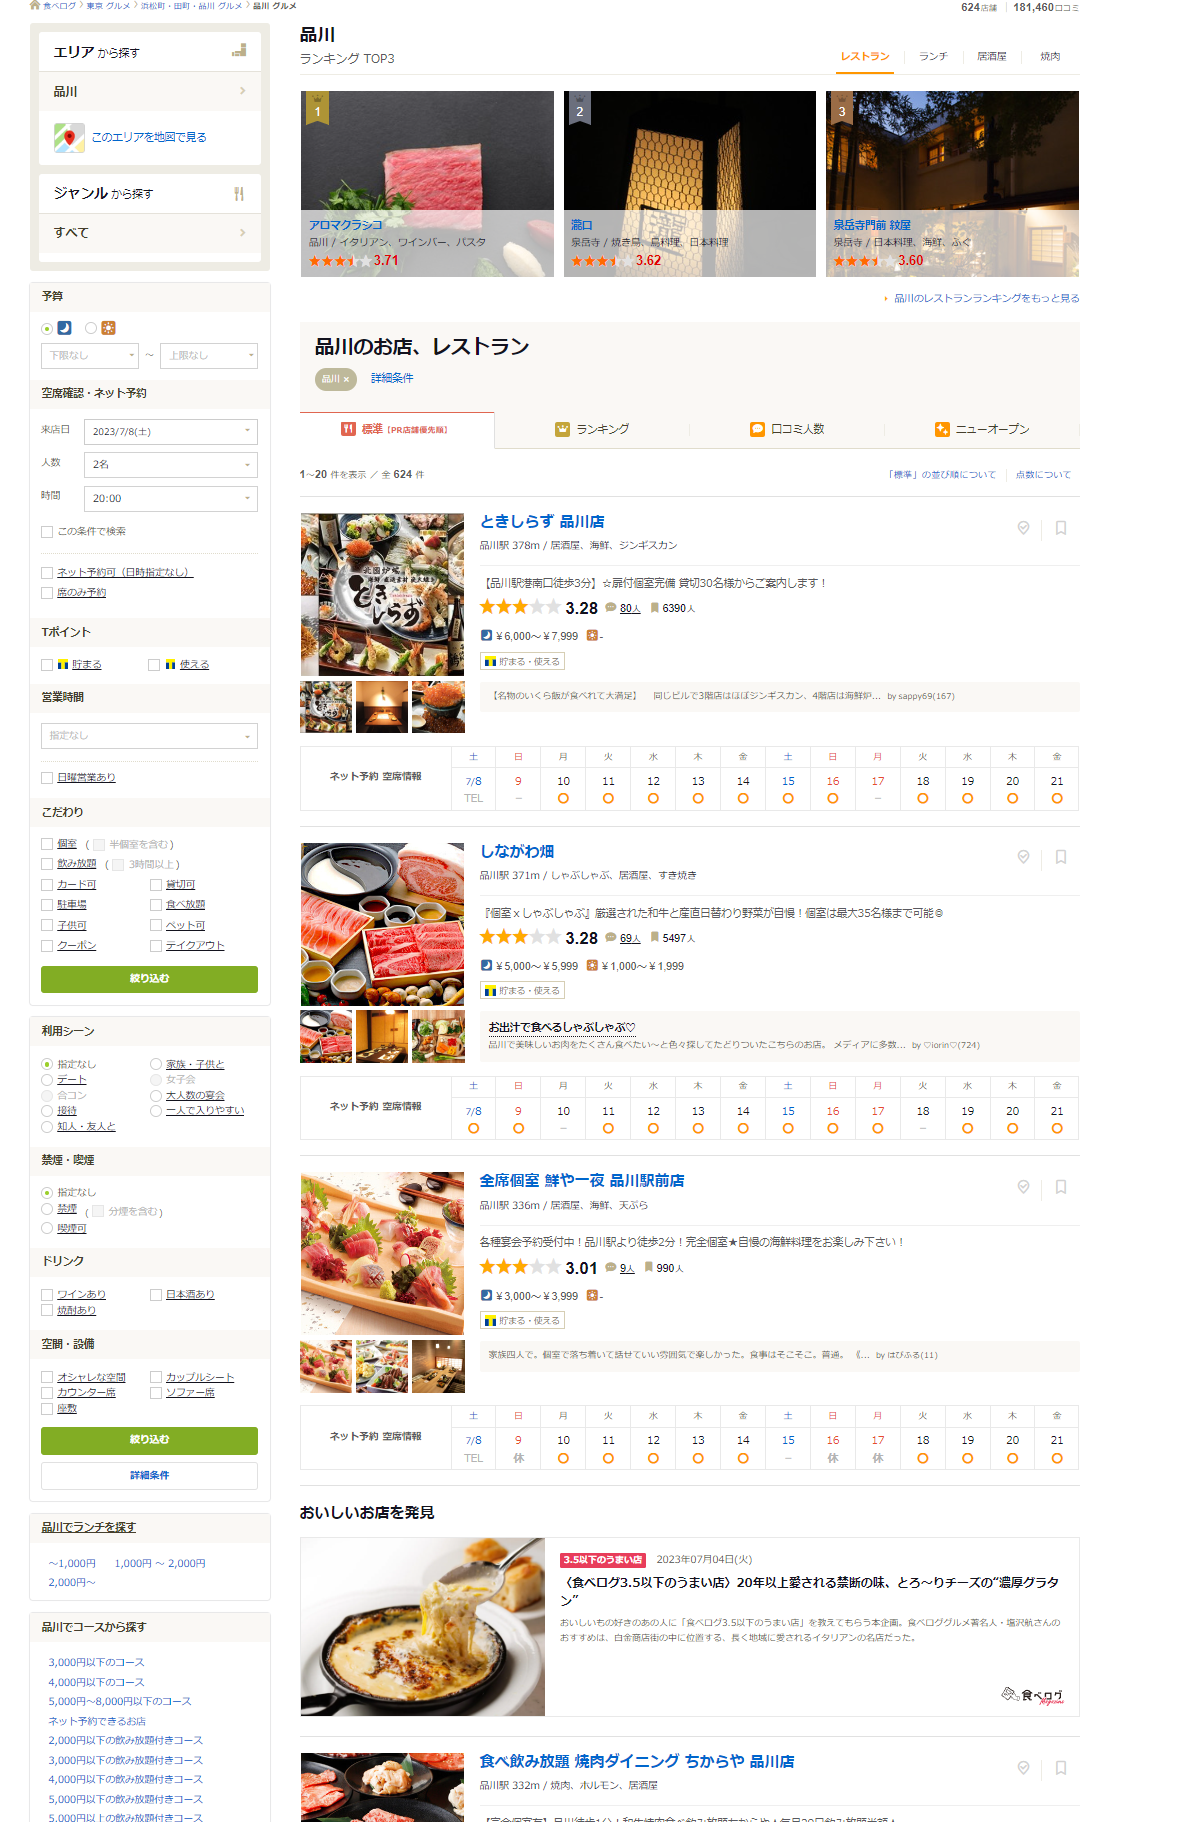 食べログ 東京 グルメ 浜松町・田町・品川 グルメ 品川 グルメ
624店舗 181,460口コミ
エリア から探す
品川
このエリアを地図で見る
ジャンル から探す
すべて
予算
下限なし ～ 上限なし
空席確認・ネット予約
来店日 2023/7/8(土)
人数 2名
時間 20:00
この条件で検索
ネット予約可（日時指定なし）
席のみ予約
Tポイント
貯まる 使える
営業時間
指定なし
日曜営業あり
こだわり
個室 ( 半個室を含む )
飲み放題 ( 3時間以上 )
カード可 貸切可
駐車場 食べ放題
子供可 ペット可
クーポン テイクアウト
絞り込む
利用シーン
指定なし 家族・子供と
デート 女子会
合コン 大人数の宴会
接待 一人で入りやすい
知人・友人と
禁煙・喫煙
指定なし
禁煙 ( 分煙を含む )
喫煙可
ドリンク
ワインあり 日本酒あり
焼酎あり
空間・設備
オシャレな空間 カップルシート
カウンター席 ソファー席
座敷
絞り込む
詳細条件
品川でランチを探す
～1,000円 1,000円 ～ 2,000円
2,000円～
品川でコースから探す
3,000円以下のコース
4,000円以下のコース
5,000円～8,000円以下のコース
ネット予約できるお店
2,000円以下の飲み放題付きコース
3,000円以下の飲み放題付きコース
4,000円以下の飲み放題付きコース
5,000円以下の飲み放題付きコース
5,000円以上の飲み放題付きコース
品川
ランキング TOP3
レストラン ランチ 居酒屋 焼肉
1
アロマクラシコ
品川 / イタリアン、ワインバー、パスタ
3.71
2
瀧口
泉岳寺 / 焼き鳥、鳥料理、日本料理
3.62
3
泉岳寺門前 紋屋
泉岳寺 / 日本料理、海鮮、ふぐ
3.60
品川のレストランランキングをもっと見る
品川のお店、レストラン
品川 × 詳細条件
標準【PR店舗優先順】 ランキング 口コミ人数 ニューオープン
1～20 件を表示 ／ 全 624 件
「標準」の並び順について 点数について
北国炉端
ときしらず
ときしらず 品川店
品川駅 378m / 居酒屋、海鮮、ジンギスカン
【品川駅港南口徒歩3分】☆扉付個室完備 貸切30名様からご案内します！
3.28 80人 6390人
￥6,000～￥7,999 -
貯まる・使える
【名物のいくら飯が食べれて大満足】 同じビルで3階店はほぼジンギスカン、4階店は海鮮炉... by sappy69(167)
ネット予約 空席情報
土 日 月 火 水 木 金 土 日 月 火 水 木 金
7/8 9 10 11 12 13 14 15 16 17 18 19 20 21
TEL － －
しながわ畑
品川駅 371m / しゃぶしゃぶ、居酒屋、すき焼き
『個室ｘしゃぶしゃぶ』厳選された和牛と産直日替わり野菜が自慢！個室は最大35名様まで可能◎
3.28 69人 5497人
￥5,000～￥5,999 ￥1,000～￥1,999
貯まる・使える
お出汁で食べるしゃぶしゃぶ♡
品川で美味しいお肉をたくさん食べたい～と色々探してたどりついたこちらのお店。 メディアに多数... by ♡iorin♡(724)
ネット予約 空席情報
土 日 月 火 水 木 金 土 日 月 火 水 木 金
7/8 9 10 11 12 13 14 15 16 17 18 19 20 21
－ －
全席個室 鮮や一夜 品川駅前店
品川駅 336m / 居酒屋、海鮮、天ぷら
各種宴会予約受付中！品川駅より徒歩2分！完全個室★自慢の海鮮料理をお楽しみ下さい！
3.01 9人 990人
￥3,000～￥3,999 -
貯まる・使える
家族四人で。個室で落ち着いて話せていい雰囲気で楽しかった。食事はそこそこ。普通。 《... by はぴふる(11)
ネット予約 空席情報
土 日 月 火 水 木 金 土 日 月 火 水 木 金
7/8 9 10 11 12 13 14 15 16 17 18 19 20 21
TEL 休 － 休 休
おいしいお店を発見
3.5以下のうまい店 2023年07月04日(火)
〈食べログ3.5以下のうまい店〉20年以上愛される禁断の味、とろ～りチーズの“濃厚グラタ
ン”
おいしいもの好きのあの人に「食べログ3.5以下のうまい店」を教えてもらう本企画。食べロググルメ著名人・塩沢航さんの
おすすめは、白金商店街の中に位置する、長く地域に愛されるイタリアンの名店だった。
食べログ
magazine
食べ飲み放題 焼肉ダイニング ちからや 品川店
品川駅 332m / 焼肉、ホルモン、居酒屋